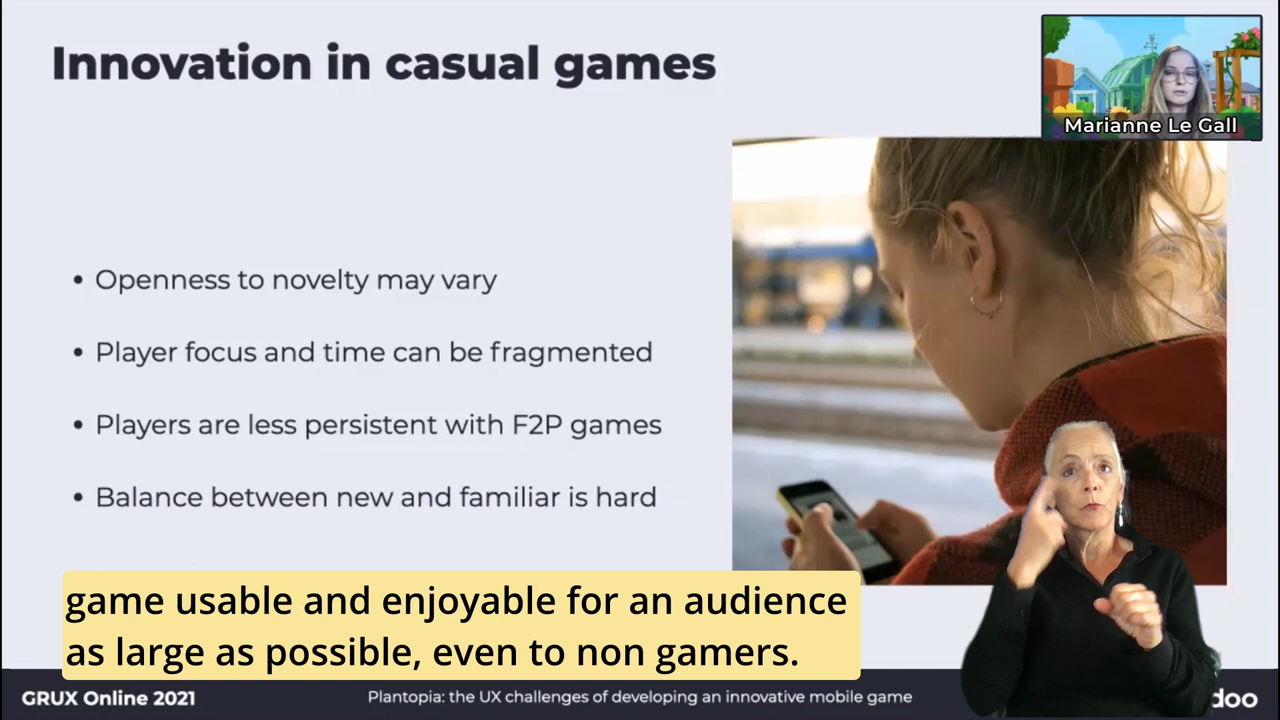 Innovation in casual games
Marianne Le Gall
• Openness to novelty may vary
• Player focus and time can be fragmented
• Players are less persistent with F2P games
• Balance between new and familiar is hard
game usable and enjoyable for an audience
as large as possible, even to non gamers.
GRUX Online 2021
Plantopia: the UX challenges of developing an innovative mobile game